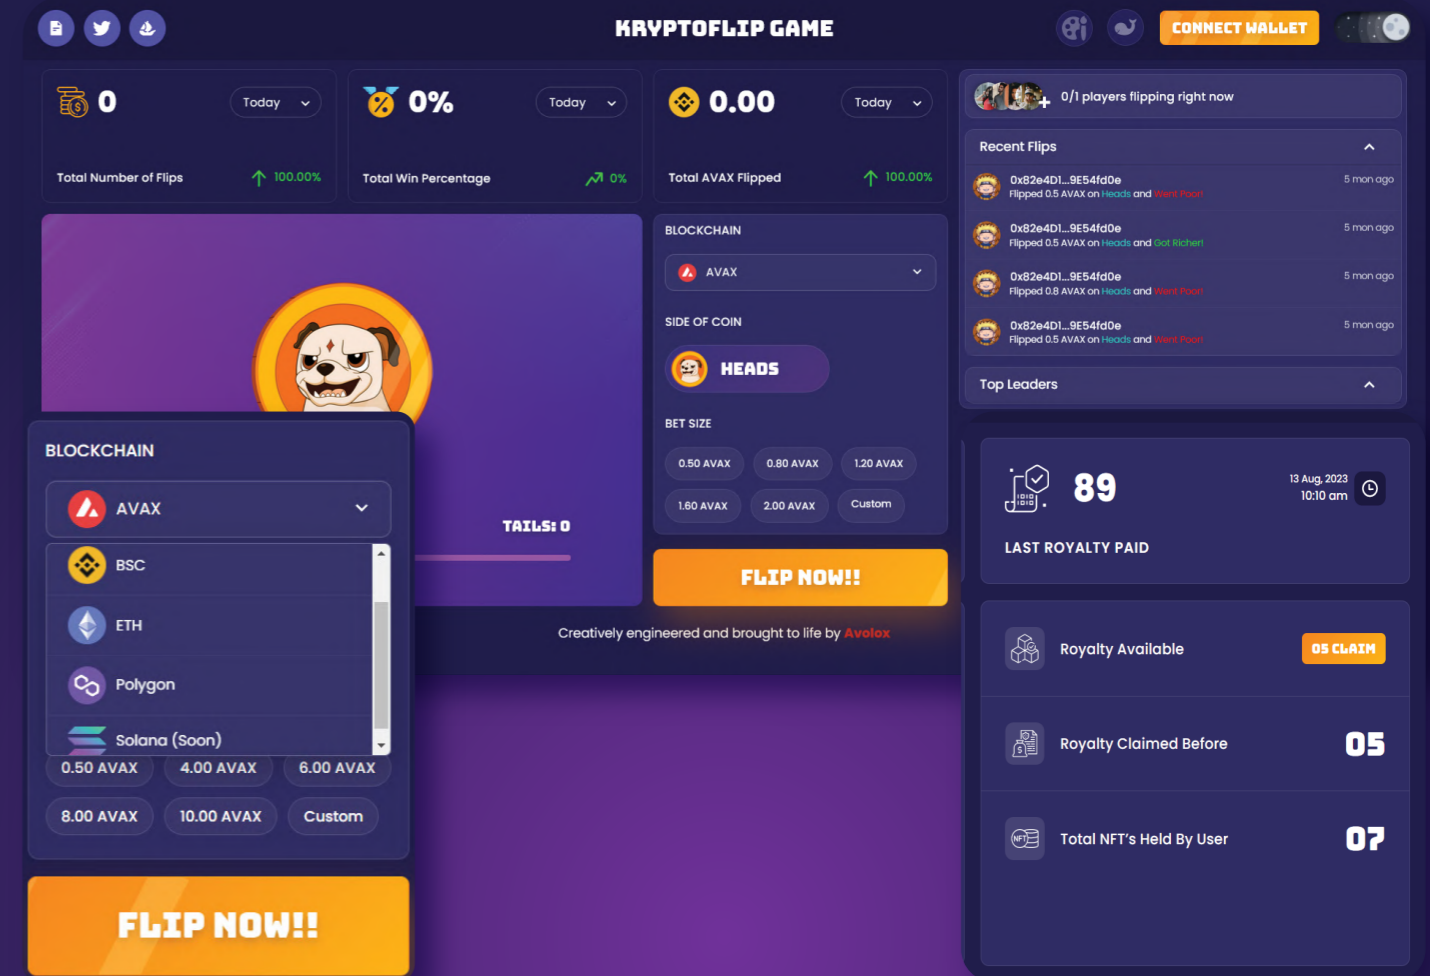 KRYPTOFLIP GAME
CONNECT WALLET
0
Today
Total Number of Flips
100.00%
0%
Today
Total Win Percentage
0%
0.00
Today
Total AVAX Flipped
100.00%
0/1 players flipping right now
Recent Flips
0x82e4D1...9E54fd0e
5 mon ago
Flipped 0.5 AVAX on Heads and Went Poor!
0x82e4D1...9E54fd0e
5 mon ago
Flipped 0.5 AVAX on Heads and Got Richer!
0x82e4D1...9E54fd0e
5 mon ago
Flipped 0.8 AVAX on Heads and Went Poor!
0x82e4D1...9E54fd0e
5 mon ago
Flipped 0.5 AVAX on Heads and Went Poor!
Top Leaders
BLOCKCHAIN
AVAX
SIDE OF COIN
HEADS
BET SIZE
0.50 AVAX
0.80 AVAX
1.20 AVAX
1.60 AVAX
2.00 AVAX
Custom
FLIP NOW!!
TAILS: 0
Creatively engineered and brought to life by Avolox
BLOCKCHAIN
AVAX
BSC
ETH
Polygon
Solana (Soon)
0.50 AVAX
4.00 AVAX
6.00 AVAX
8.00 AVAX
10.00 AVAX
Custom
FLIP NOW!!
89
13 Aug, 2023
10:10 am
LAST ROYALTY PAID
Royalty Available
05 CLAIM
Royalty Claimed Before
05
NFT
Total NFT's Held By User
07